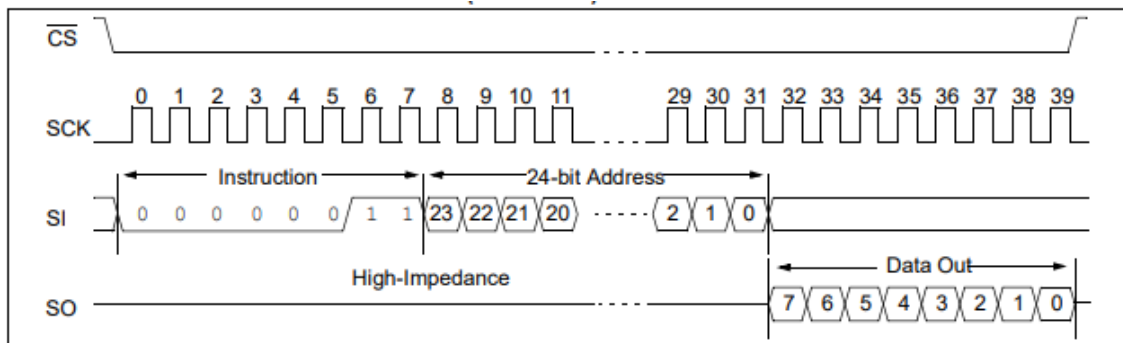 CS
0 1 2 3 4 5 6 7 8 9 10 11 29 30 31 32 33 34 35 36 37 38 39
SCK
Instruction 24-bit Address
SI 0 0 0 0 0 0 1 1 23 22 21 20 2 1 0
Data Out
High-Impedance
SO 7 6 5 4 3 2 1 0